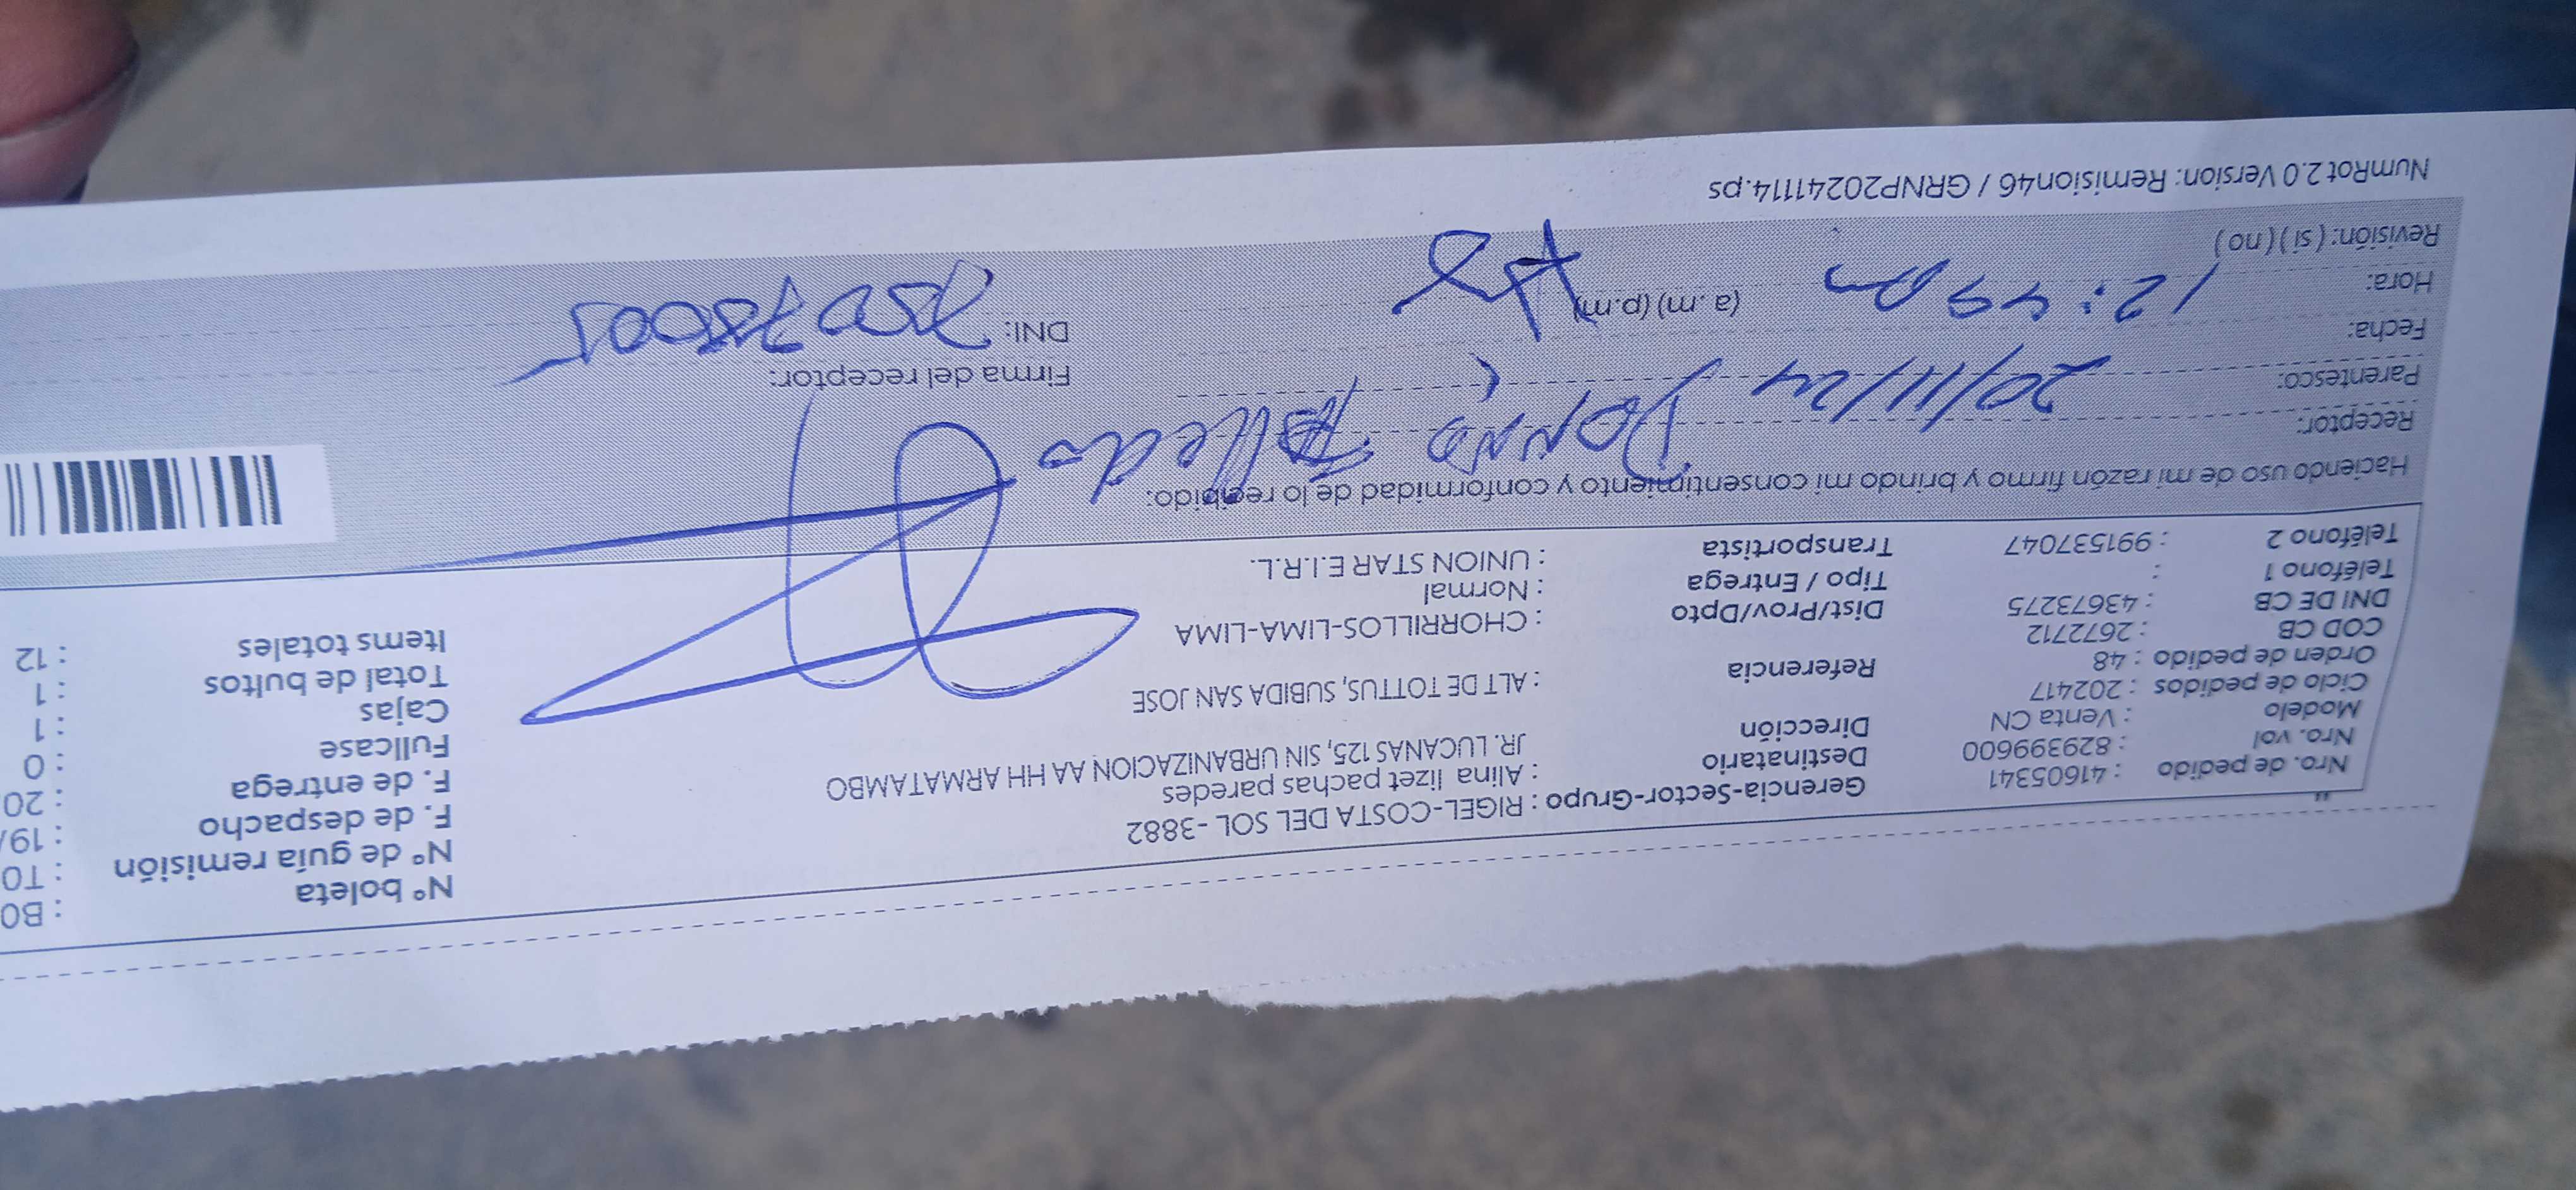 Nro. de pedido : 41605341 Gerencia-Sector-Grupo : RIGEL-COSTA DEL SOL - 3882 N° boleta : B0
Nro. vol : 829399600 Destinatario : Alina lizet pachas paredes N° de guía remisión : T0
Modelo : Venta CN Dirección JR. LUCANAS 125, SIN URBANIZACION AA HH ARMATAMBO F. de despacho : 19/
Ciclo de pedidos : 202417 F. de entrega : 20
Orden de pedido : 48 Referencia : ALT DE TOTTUS, SUBIDA SAN JOSE Fullcase : 0
COD CB : 2672712 Cajas : 1
DNI DE CB : 43673275 Dist/Prov/Dpto : CHORRILLOS-LIMA-LIMA Total de bultos : 1
Teléfono 1 : Tipo / Entrega : Normal Items totales : 12
Teléfono 2 : 991537047 Transportista : UNION STAR E.I.R.L.
Haciendo uso de mi razón firmo y brindo mi consentimiento y conformidad de lo recibido:
Receptor:
Parentesco: Firma del receptor:
Fecha: 20/11/24 DNI:
Hora: 12:49 pm (a.m) (p.m)
Revisión: ( si ) ( no )
NumRot 2.0 Version: Remision46 / GRNP20241114.ps